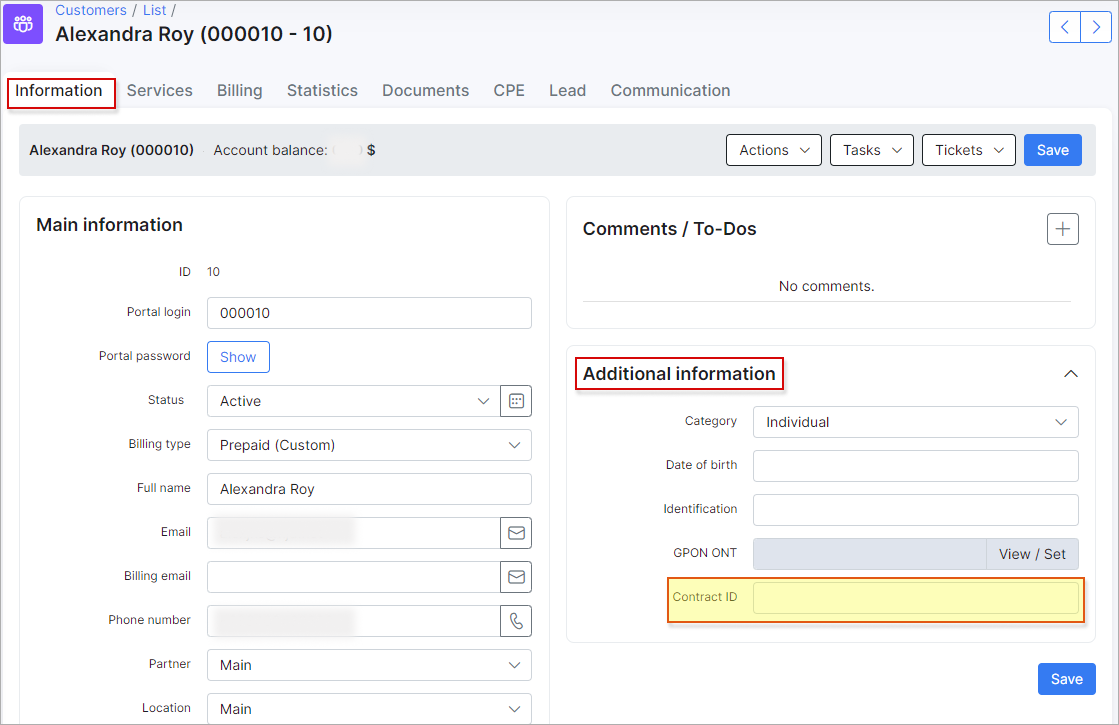 Customers / List /
Alexandra Roy (000010 - 10)
Information Services Billing Statistics Documents CPE Lead Communication
Alexandra Roy (000010) Account balance: $ Actions Tasks Tickets Save
Main information
ID 10
Portal login 000010
Portal password Show
Status Active
Billing type Prepaid (Custom)
Full name Alexandra Roy
Email
Billing email
Phone number
Partner Main
Location Main
Comments / To-Dos
No comments.
Additional information
Category Individual
Date of birth
Identification
GPON ONT View / Set
Contract ID
Save